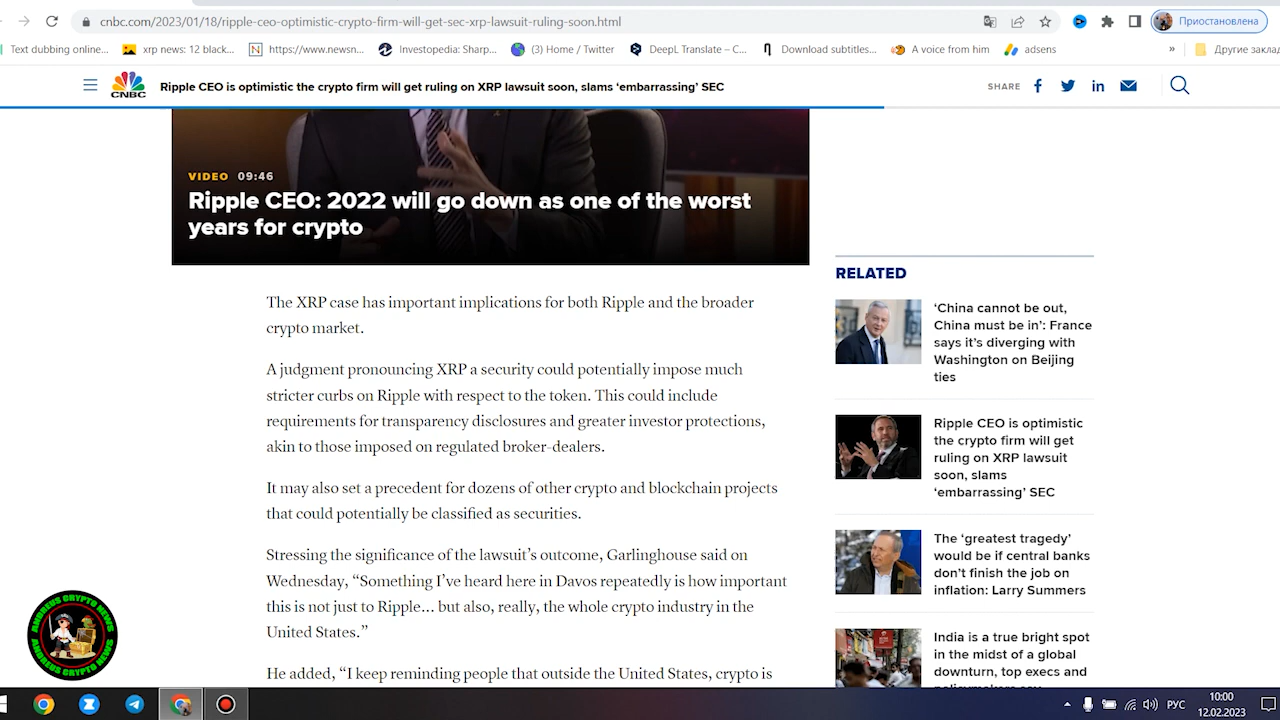 cnbc.com/2023/01/18/ripple-ceo-optimistic-crypto-firm-will-get-sec-xrp-lawsuit-ruling-soon.html
Приостановлена
Text dubbing online...
xrp news: 12 black...
https://www.newsn...
Investopedia: Sharp...
(3) Home / Twitter
DeepL Translate – C...
Download subtitles...
A voice from him
adsens
»
Другие закла
CNBC
Ripple CEO is optimistic the crypto firm will get ruling on XRP lawsuit soon, slams ‘embarrassing’ SEC
SHARE
VIDEO 09:46
Ripple CEO: 2022 will go down as one of the worst
years for crypto
The XRP case has important implications for both Ripple and the broader
crypto market.
A judgment pronouncing XRP a security could potentially impose much
stricter curbs on Ripple with respect to the token. This could include
requirements for transparency disclosures and greater investor protections,
akin to those imposed on regulated broker-dealers.
It may also set a precedent for dozens of other crypto and blockchain projects
that could potentially be classified as securities.
Stressing the significance of the lawsuit’s outcome, Garlinghouse said on
Wednesday, “Something I’ve heard here in Davos repeatedly is how important
this is not just to Ripple... but also, really, the whole crypto industry in the
United States.”
He added, “I keep reminding people that outside the United States, crypto is
RELATED
‘China cannot be out,
China must be in’: France
says it’s diverging with
Washington on Beijing
ties
Ripple CEO is optimistic
the crypto firm will get
ruling on XRP lawsuit
soon, slams
‘embarrassing’ SEC
The ‘greatest tragedy’
would be if central banks
don’t finish the job on
inflation: Larry Summers
India is a true bright spot
in the midst of a global
downturn, top execs and
policymakers say
ANDREUS CRYPTO NEWS
ANDREUS CRYPTO NEWS
РУС
10:00
12.02.2023